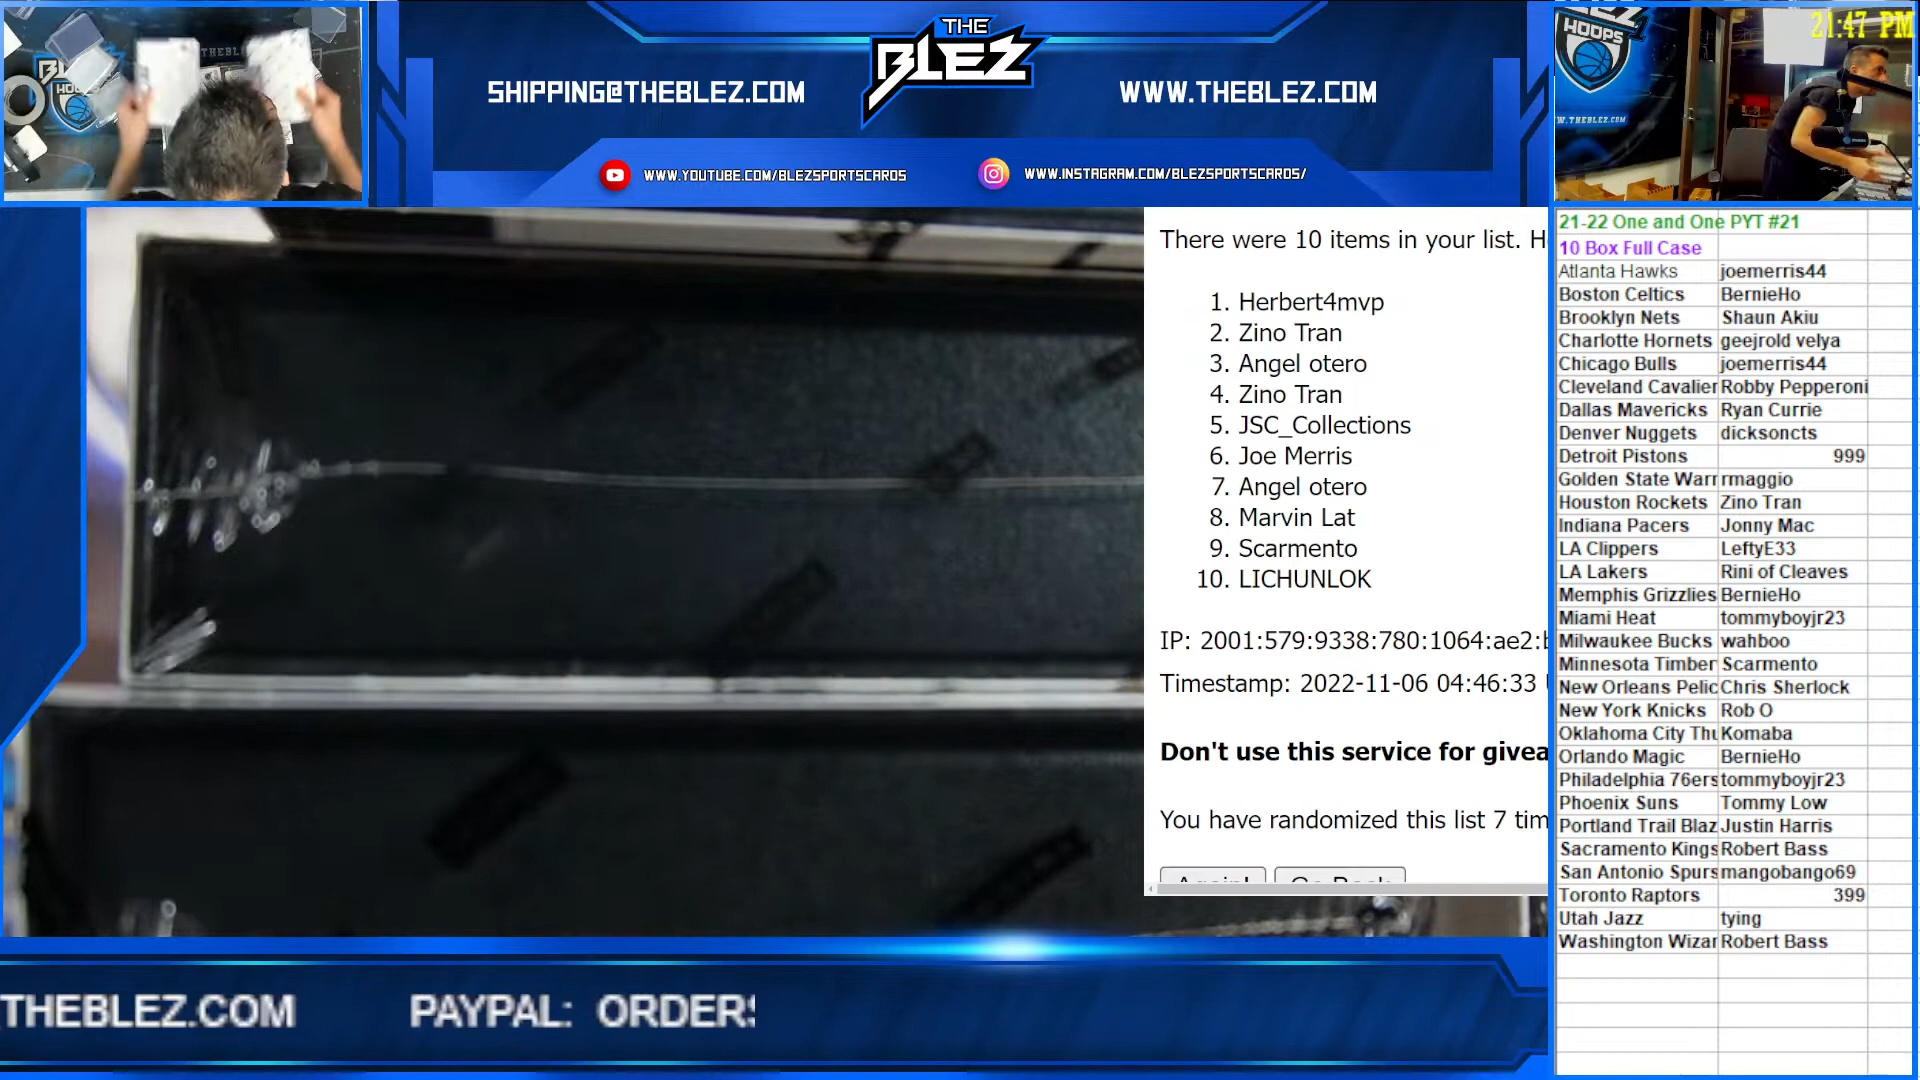 THE
BLEZ
SHIPPING@THEBLEZ.COM
WWW.THEBLEZ.COM
WWW.YOUTUBE.COM/BLEZSPORTSCARDS
WWW.INSTAGRAM.COM/BLEZSPORTSCARDS/
HOOPS
21:47 PM
There were 10 items in your list. H
1. Herbert4mvp
2. Zino Tran
3. Angel otero
4. Zino Tran
5. JSC_Collections
6. Joe Merris
7. Angel otero
8. Marvin Lat
9. Scarmento
10. LICHUNLOK
IP: 2001:579:9338:780:1064:ae2:b
Timestamp: 2022-11-06 04:46:33
Don't use this service for givea
You have randomized this list 7 tim
Again! Go Back
21-22 One and One PYT #21
10 Box Full Case
Atlanta Hawks joemerris44
Boston Celtics BernieHo
Brooklyn Nets Shaun Akiu
Charlotte Hornets geejrold velya
Chicago Bulls joemerris44
Cleveland Cavalier Robby Pepperoni
Dallas Mavericks Ryan Currie
Denver Nuggets dicksoncts
Detroit Pistons 999
Golden State Warr rmaggio
Houston Rockets Zino Tran
Indiana Pacers Jonny Mac
LA Clippers LeftyE33
LA Lakers Rini of Cleaves
Memphis Grizzlies BernieHo
Miami Heat tommyboyjr23
Milwaukee Bucks wahboo
Minnesota Timber Scarmento
New Orleans Pelic Chris Sherlock
New York Knicks Rob O
Oklahoma City Thu Komaba
Orlando Magic BernieHo
Philadelphia 76ers tommyboyjr23
Phoenix Suns Tommy Low
Portland Trail Blaz Justin Harris
Sacramento Kings Robert Bass
San Antonio Spurs mangobango69
Toronto Raptors 399
Utah Jazz tying
Washington Wizar Robert Bass
THEBLEZ.COM PAYPAL: ORDERS